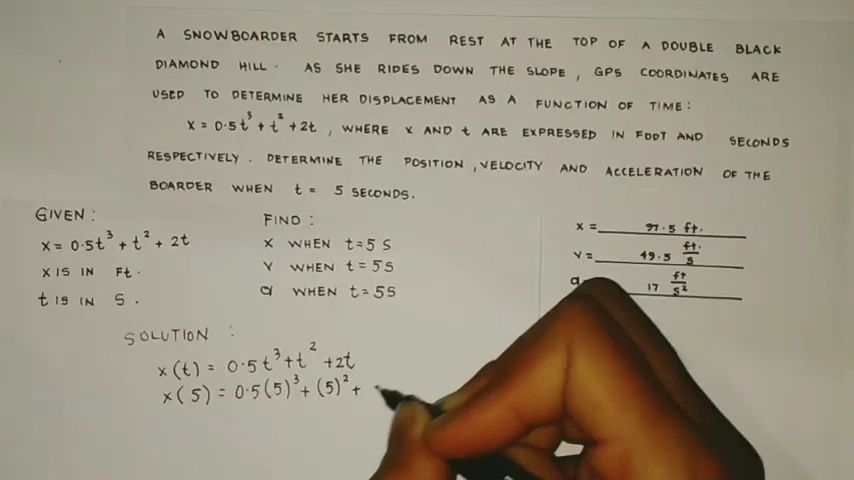 A SNOWBOARDER STARTS FROM REST AT THE TOP OF A DOUBLE BLACK
DIAMOND HILL. AS SHE RIDES DOWN THE SLOPE, GPS COORDINATES ARE
USED TO DETERMINE HER DISPLACEMENT AS A FUNCTION OF TIME:
x = 0.5t³ + t² + 2t, WHERE X AND t ARE EXPRESSED IN FOOT AND SECONDS
RESPECTIVELY. DETERMINE THE POSITION, VELOCITY AND ACCELERATION OF THE
BOARDER WHEN t = 5 SECONDS.
GIVEN:
x = 0.5t³ + t² + 2t
X IS IN Ft.
t IS IN S.
FIND:
X WHEN t=5 S
V WHEN t=5S
a WHEN t=5S
x = 97.5 ft.
v = 49.5 ft./s
a 17 ft/s²
SOLUTION:
x(t) = 0.5t³ + t² + 2t
x(5) = 0.5(5)³ + (5)² +